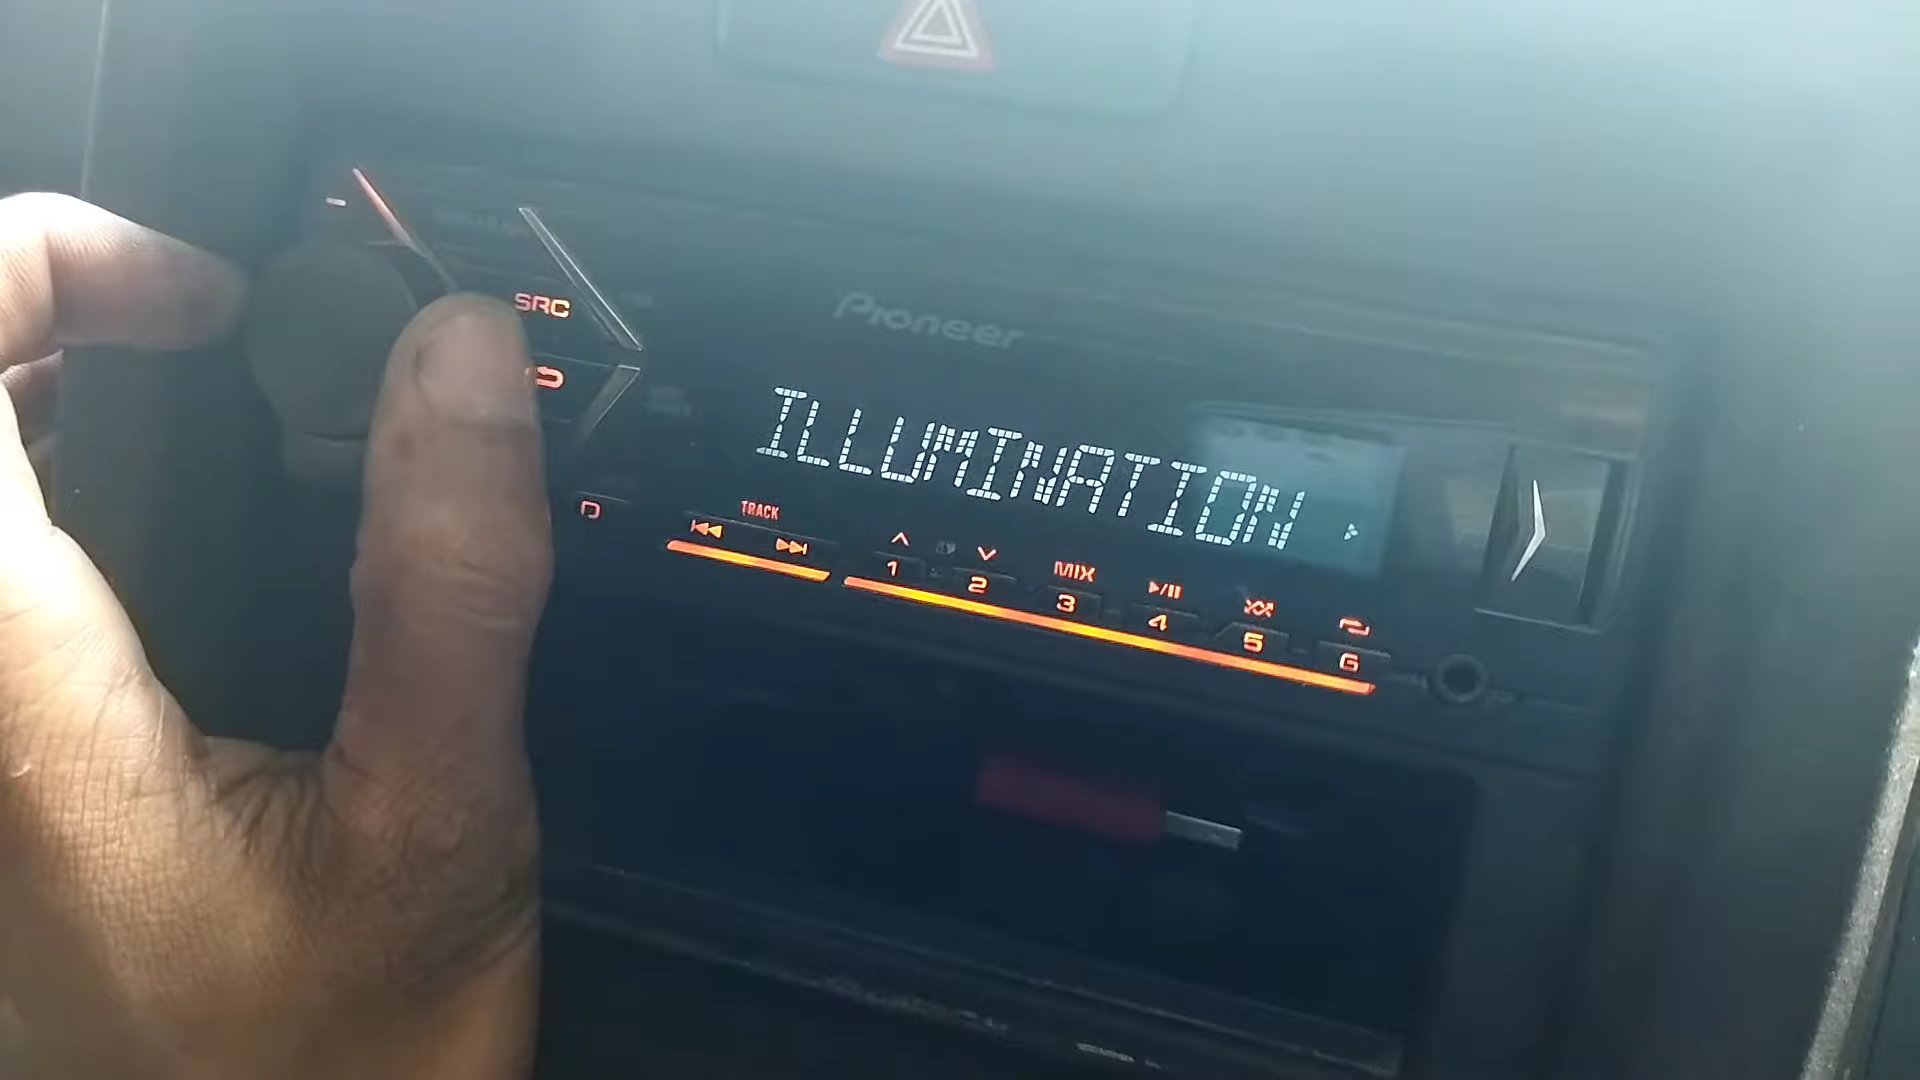 SRC
Pioneer
ILLUMINATION
TRACK
MIX
1 2 3 4 5 6